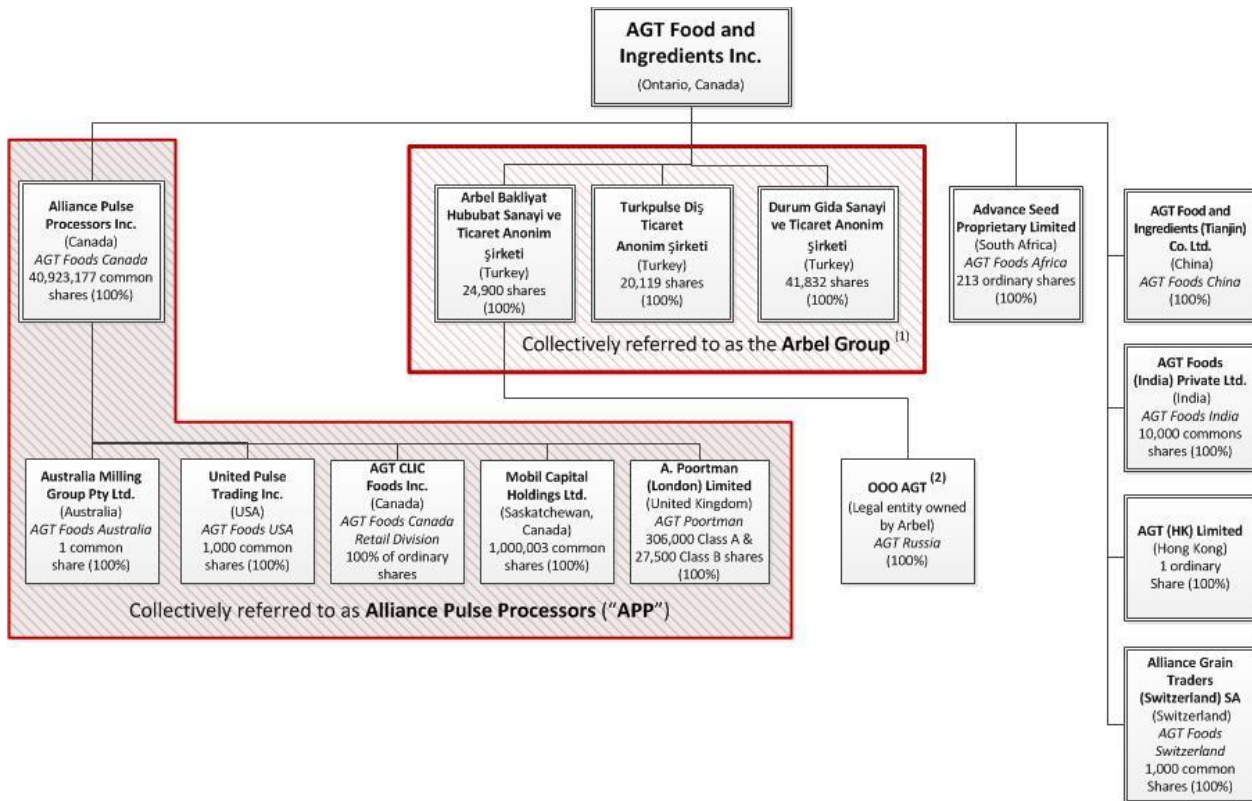 AGT Food and
Ingredients Inc.
(Ontario, Canada)
Alliance Pulse
Processors Inc.
(Canada)
AGT Foods Canada
40,923,177 common
shares (100%)
Arbel Bakliyat
Hububat Sanayi ve
Ticaret Anonim
Şirketi
(Turkey)
24,900 shares
(100%)
Turkpulse Diş
Ticaret
Anonim Şirketi
(Turkey)
20,119 shares
(100%)
Durum Gida Sanayi
ve Ticaret Anonim
Şirketi
(Turkey)
41,832 shares
(100%)
Collectively referred to as the Arbel Group (1)
Advance Seed
Proprietary Limited
(South Africa)
AGT Foods Africa
213 ordinary shares
(100%)
AGT Food and
Ingredients (Tianjin)
Co. Ltd.
(China)
AGT Foods China
(100%)
AGT Foods
(India) Private Ltd.
(India)
AGT Foods India
10,000 commons
shares (100%)
AGT (HK) Limited
(Hong Kong)
1 ordinary
Share (100%)
Alliance Grain
Traders
(Switzerland) SA
(Switzerland)
AGT Foods
Switzerland
1,000 common
Shares (100%)
Australia Milling
Group Pty Ltd.
(Australia)
AGT Foods Australia
1 common
share (100%)
United Pulse
Trading Inc.
(USA)
AGT Foods USA
1,000 common
shares (100%)
AGT CLIC
Foods Inc.
(Canada)
AGT Foods Canada
Retail Division
100% of ordinary
shares
Mobil Capital
Holdings Ltd.
(Saskatchewan,
Canada)
1,000,003 common
shares (100%)
A. Poortman
(London) Limited
(United Kingdom)
AGT Poortman
306,000 Class A &
27,500 Class B shares
(100%)
OOO AGT (2)
(Legal entity owned
by Arbel)
AGT Russia
(100%)
Collectively referred to as Alliance Pulse Processors (“APP”)